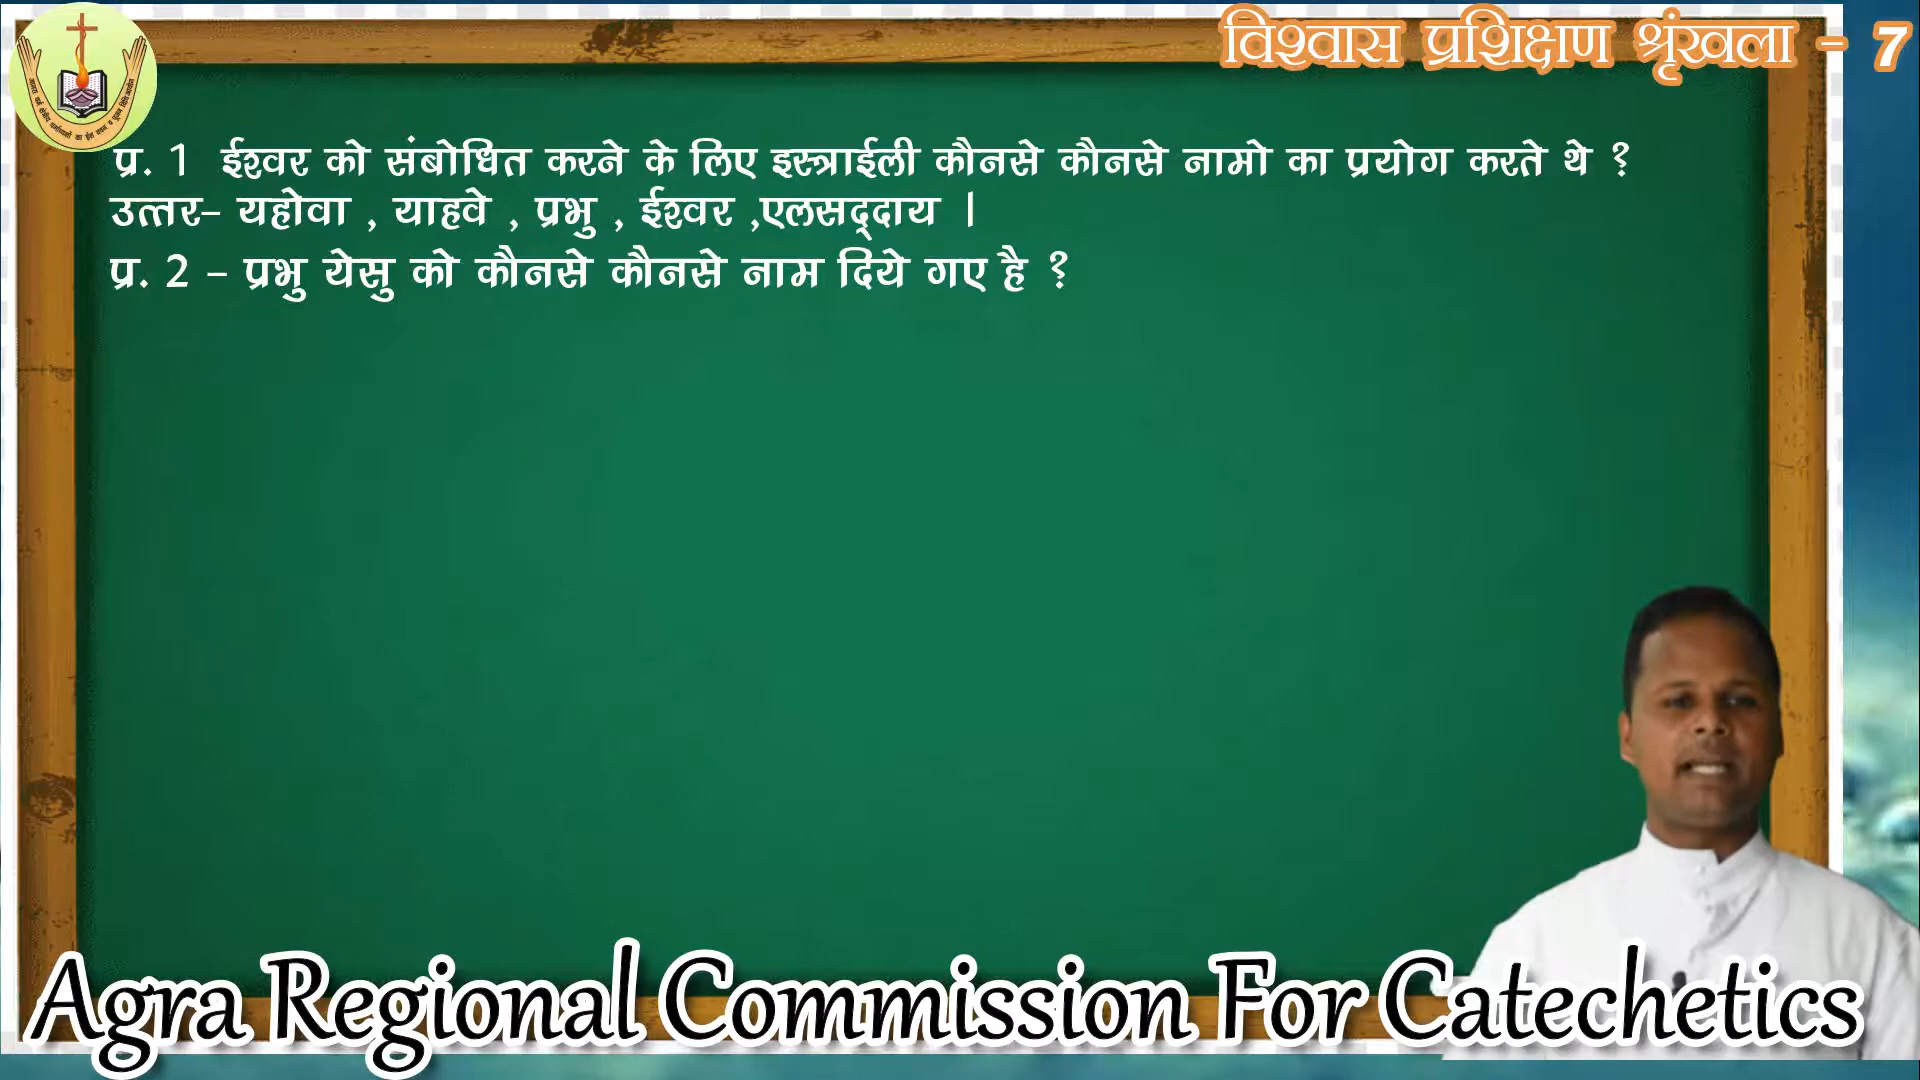 विश्वास प्रशिक्षण श्रृंखला - 7
प्र. 1 ईश्वर को संबोधित करने के लिए इस्त्राईली कौनसे कौनसे नामो का प्रयोग करते थे ?
उत्तर– यहोवा , याहवे , प्रभु , ईश्वर ,एलसद्दाय |
प्र. 2 – प्रभु येसु को कौनसे कौनसे नाम दिये गए है ?
Agra Regional Commission For Catechetics